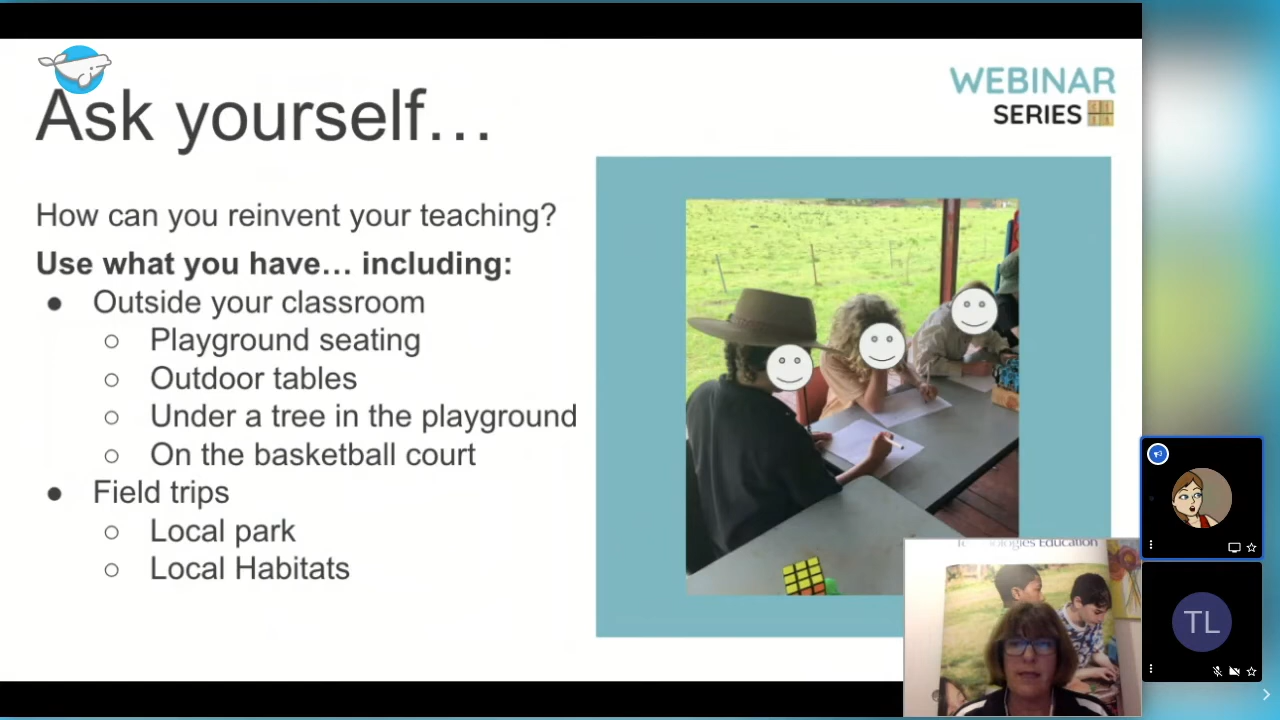 WEBINAR
SERIES
Ask yourself...
How can you reinvent your teaching?
Use what you have... including:
● Outside your classroom
○ Playground seating
○ Outdoor tables
○ Under a tree in the playground
○ On the basketball court
● Field trips
○ Local park
○ Local Habitats
Education
TL